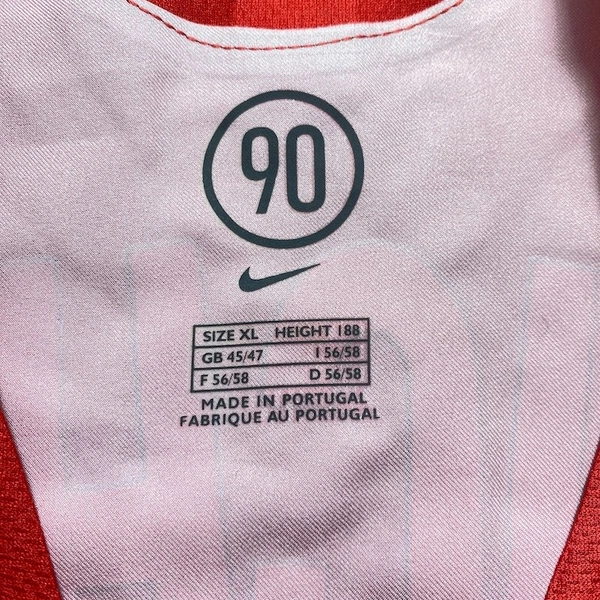 90
SIZE XL HEIGHT 188
GB 45/47 I 56/58
F 56/58 D 56/58
MADE IN PORTUGAL
FABRIQUE AU PORTUGAL